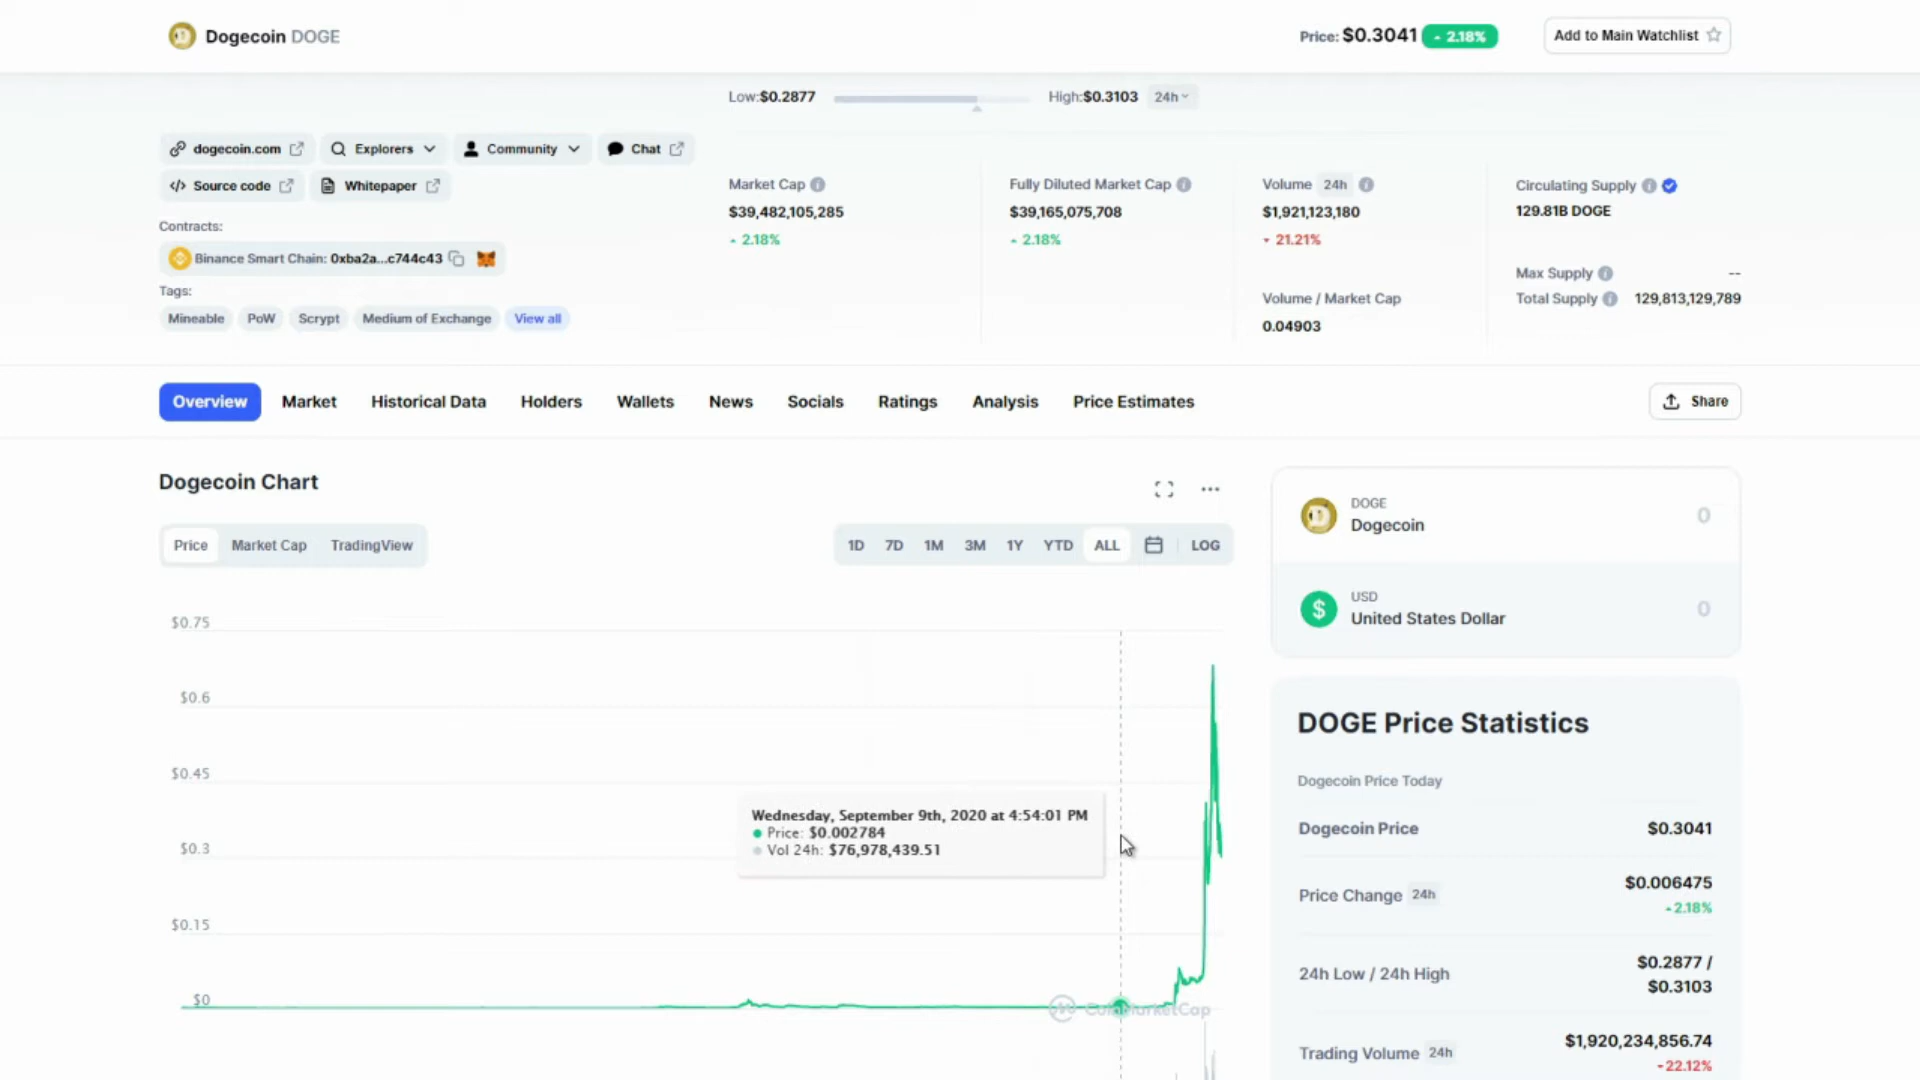 Dogecoin DOGE
Price: $0.3041 2.18%
Add to Main Watchlist
Low:$0.2877
High:$0.3103 24h
dogecoin.com
Explorers
Community
Chat
Source code
Whitepaper
Contracts:
Binance Smart Chain: 0xba2a...c744c43
Tags:
Mineable
PoW
Scrypt
Medium of Exchange
View all
Market Cap
$39,482,105,285
2.18%
Fully Diluted Market Cap
$39,165,075,708
2.18%
Volume 24h
$1,921,123,180
21.21%
Volume / Market Cap
0.04903
Circulating Supply
129.81B DOGE
Max Supply --
Total Supply 129,813,129,789
Overview
Market
Historical Data
Holders
Wallets
News
Socials
Ratings
Analysis
Price Estimates
Share
Dogecoin Chart
Price
Market Cap
TradingView
1D
7D
1M
3M
1Y
YTD
ALL
LOG
$0.75
$0.6
$0.45
$0.3
$0.15
$0
Wednesday, September 9th, 2020 at 4:54:01 PM
Price: $0.002784
Vol 24h: $76,978,439.51
CoinMarketCap
DOGE
Dogecoin
0
USD
United States Dollar
0
DOGE Price Statistics
Dogecoin Price Today
Dogecoin Price $0.3041
Price Change 24h $0.006475
2.18%
24h Low / 24h High $0.2877 /
$0.3103
Trading Volume 24h $1,920,234,856.74
22.12%